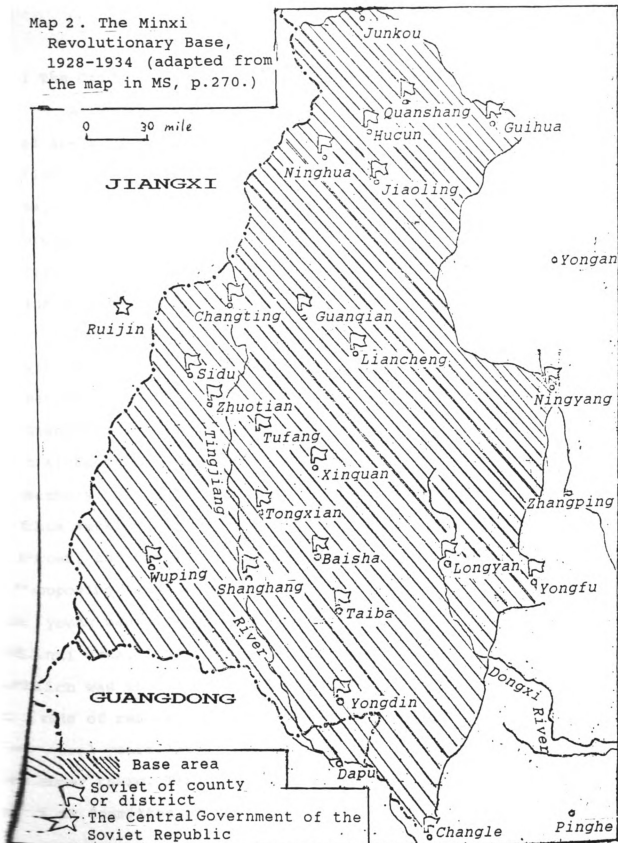 Map 2. The Minxi
Revolutionary Base,
1928-1934 (adapted from
the map in MS, p.270.)
0 30 mile
Junkou
Quanshang
Hucun
Guihua
Ninghua
Jiaoling
JIANGXI
Yongan
Ruijin
Changting
Guanqian
Liancheng
Sidu
Ningyang
Zhuotian
Tufang
Tingjiang
Xinquan
Zhangping
Tongxian
Baisha
Longyan
Wuping
Shanghang
Yongfu
Taiba
River
Dongxi
River
GUANGDONG
Yongdin
Dapu
Pinghe
Changle
Base area
Soviet of county
or district
The Central Government of the
Soviet Republic